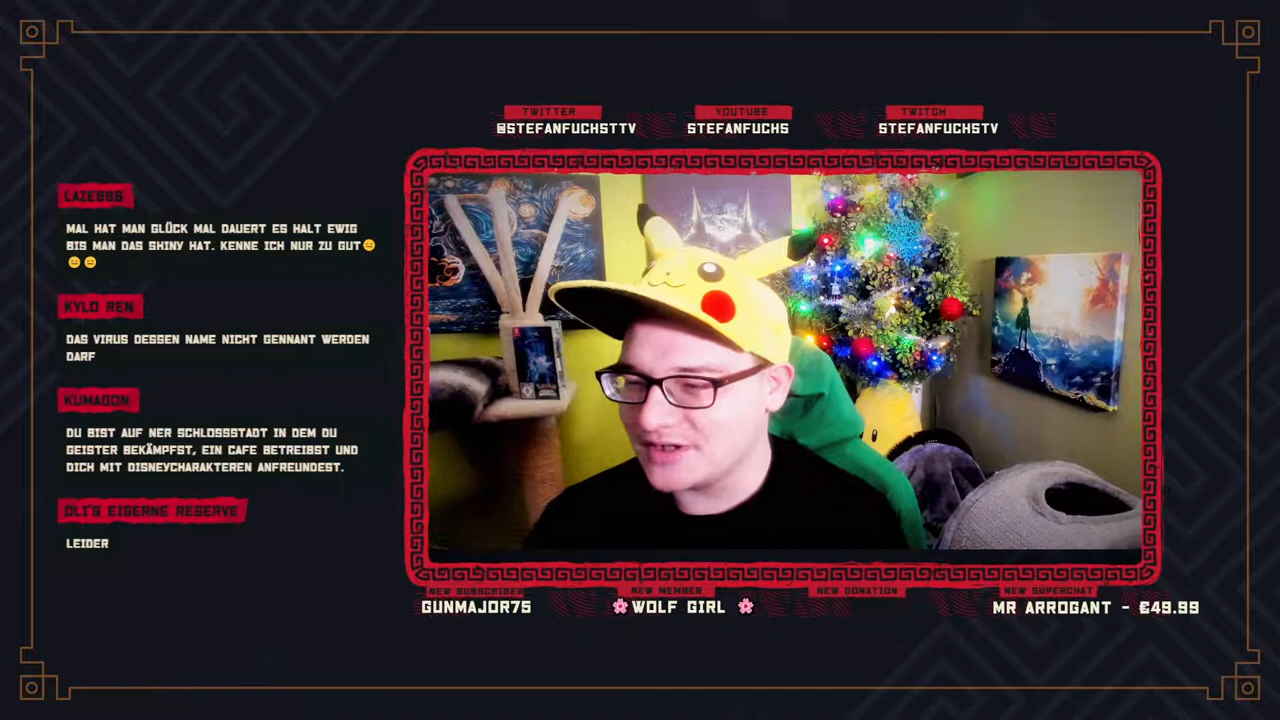 TWITTER
@STEFANFUCHSTTV
YOUTUBE
STEFANFUCHS
TWITCH
STEFANFUCHSTV
LAZE886
MAL HAT MAN GLÜCK MAL DAUERT ES HALT EWIG
BIS MAN DAS SHINY HAT. KENNE ICH NUR ZU GUT😑
😑😑
KYLO REN
DAS VIRUS DESSEN NAME NICHT GENNANT WERDEN
DARF
KUMAGON
DU BIST AUF NER SCHLOSSSTADT IN DEM DU
GEISTER BEKÄMPFST, EIN CAFE BETREIBST UND
DICH MIT DISNEYCHARAKTEREN ANFREUNDEST.
OLI'S EISERNE RESERVE
LEIDER
NEW SUBSCRIBER
GUNMAJOR75
NEW MEMBER
🌸WOLF GIRL 🌸
NEW DONATION
NEW SUPERCHAT
MR ARROGANT - €49.99